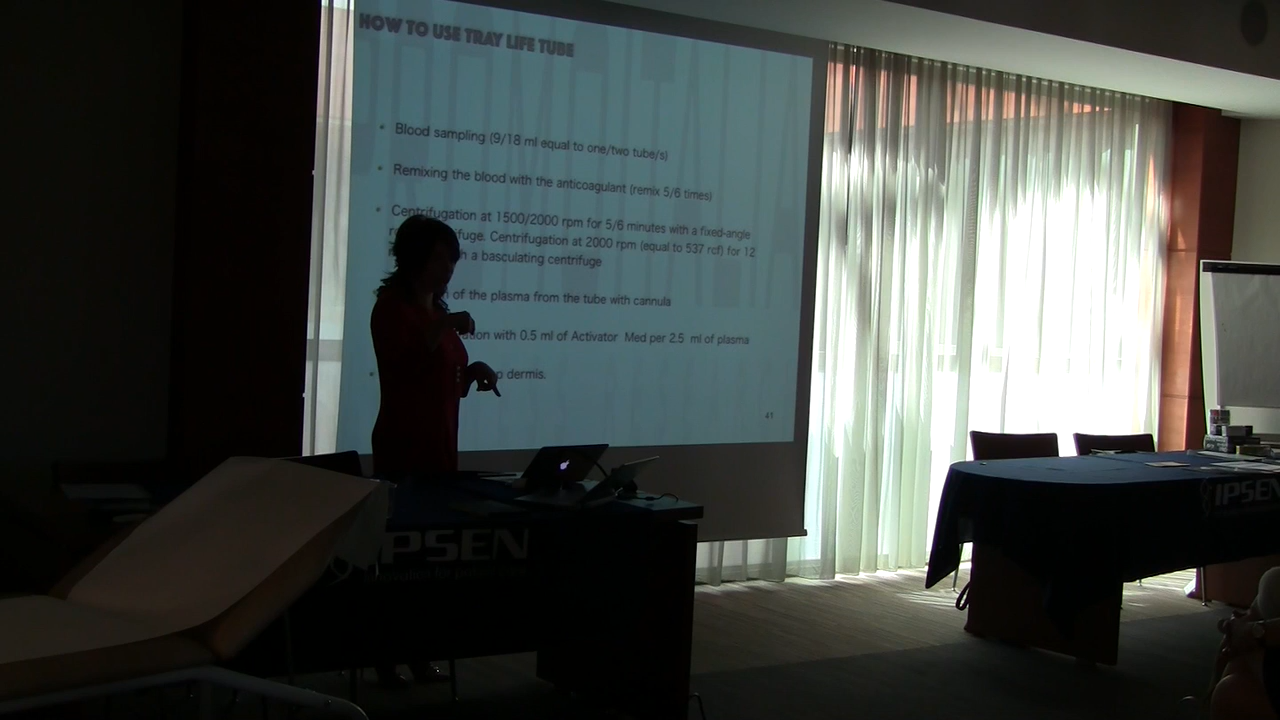 HOW TO USE TRAY LIFE TUBE
• Blood sampling (9/18 ml equal to one/two tube/s)
• Remixing the blood with the anticoagulant (remix 5/6 times)
• Centrifugation at 1500/2000 rpm for 5/6 minutes with a fixed-angle
fuge. Centrifugation at 2000 rpm (equal to 537 rcf) for 12
a basculating centrifuge
of the plasma from the tube with cannula
with 0.5 ml of Activator Med per 2.5 ml of plasma
• dermis.
41
IPSEN
IPSEN